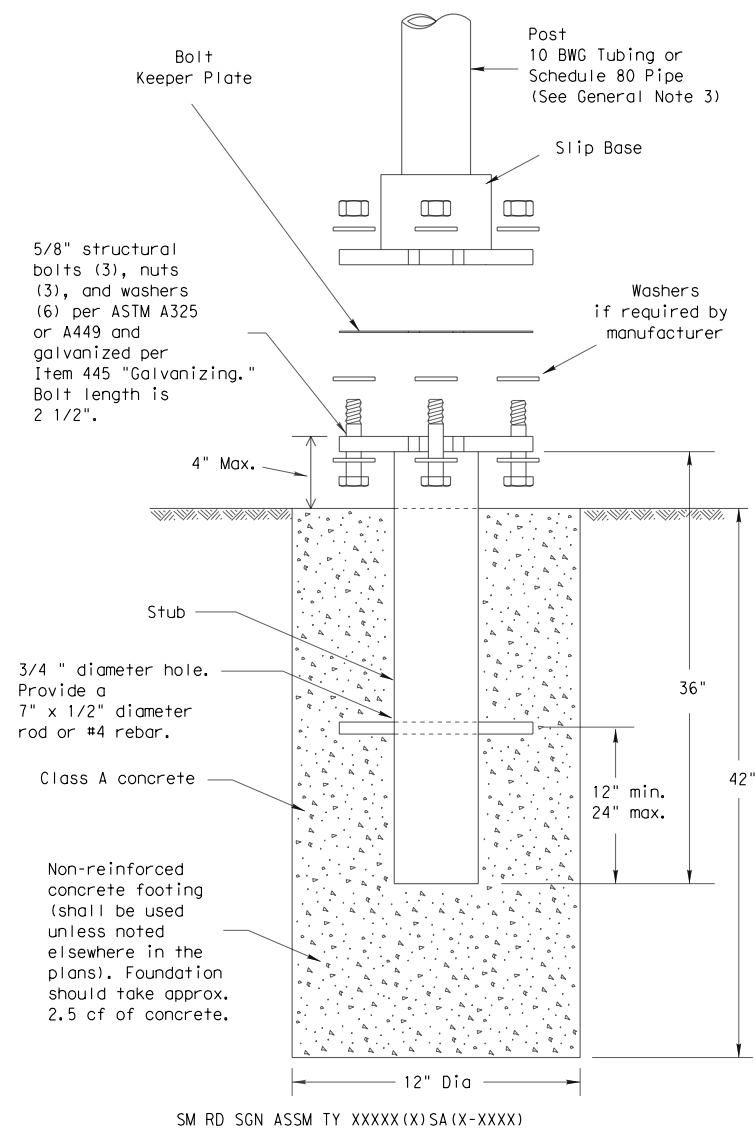 Post
10 BWG Tubing or
Schedule 80 Pipe
(See General Note 3)
Bolt
Keeper Plate
Slip Base
5/8" structural
bolts (3), nuts
(3), and washers
(6) per ASTM A325
or A449 and
galvanized per
Item 445 "Galvanizing."
Bolt length is
2 1/2".
Washers
if required by
manufacturer
4" Max.
Stub
3/4 " diameter hole.
Provide a
7" x 1/2" diameter
rod or #4 rebar.
36"
Class A concrete
12" min.
24" max.
42"
Non-reinforced
concrete footing
(shall be used
unless noted
elsewhere in the
plans). Foundation
should take approx.
2.5 cf of concrete.
12" Dia
SM RD SGN ASSM TY XXXXX(X)SA(X-XXXX)